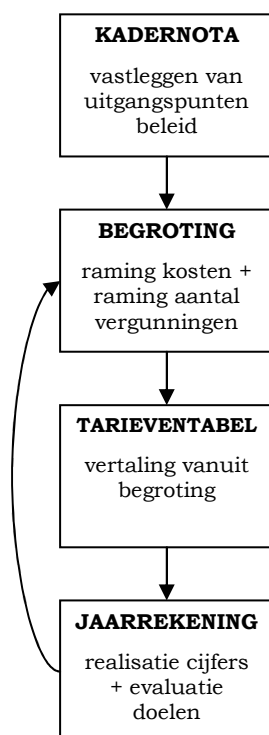 KADERNOTA
vastleggen van
uitgangspunten
beleid
BEGROTING
raming kosten +
raming aantal
vergunningen
TARIEVENTABEL
vertaling vanuit
begroting
JAARREKENING
realisatie cijfers
+ evaluatie
doelen